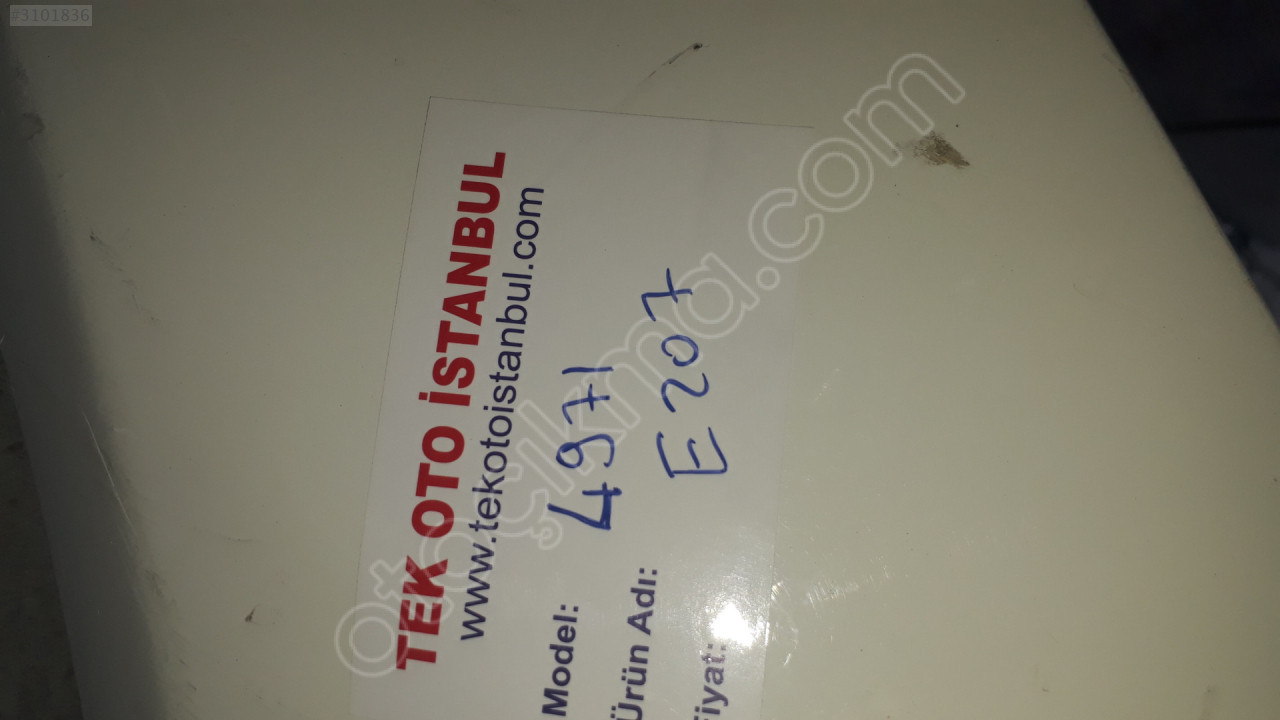 #3101836
TEK OTO İSTANBUL
www.tekotoistanbul.com
Model: 4971
Ürün Adı: E207
Fiyat:
otoçıkma.com